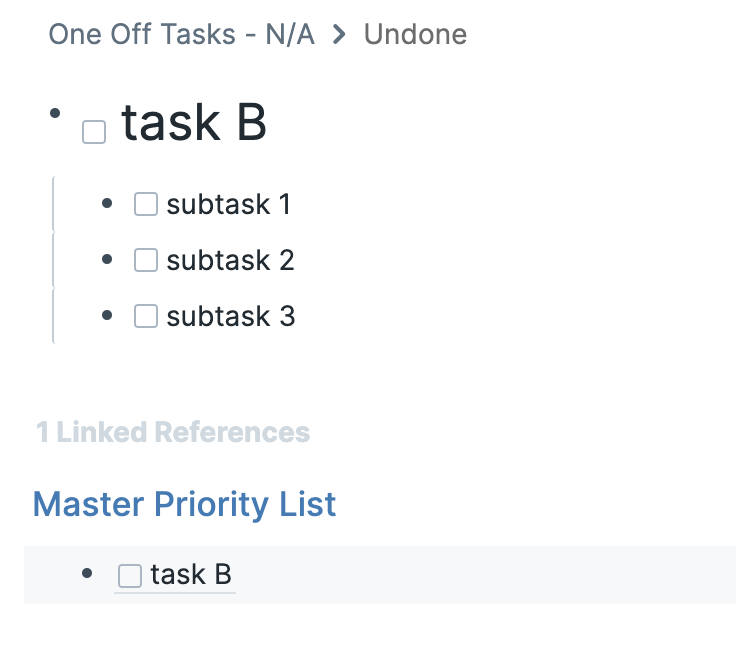 One Off Tasks - N/A > Undone
task B
subtask 1
subtask 2
subtask 3
1 Linked References
Master Priority List
task B